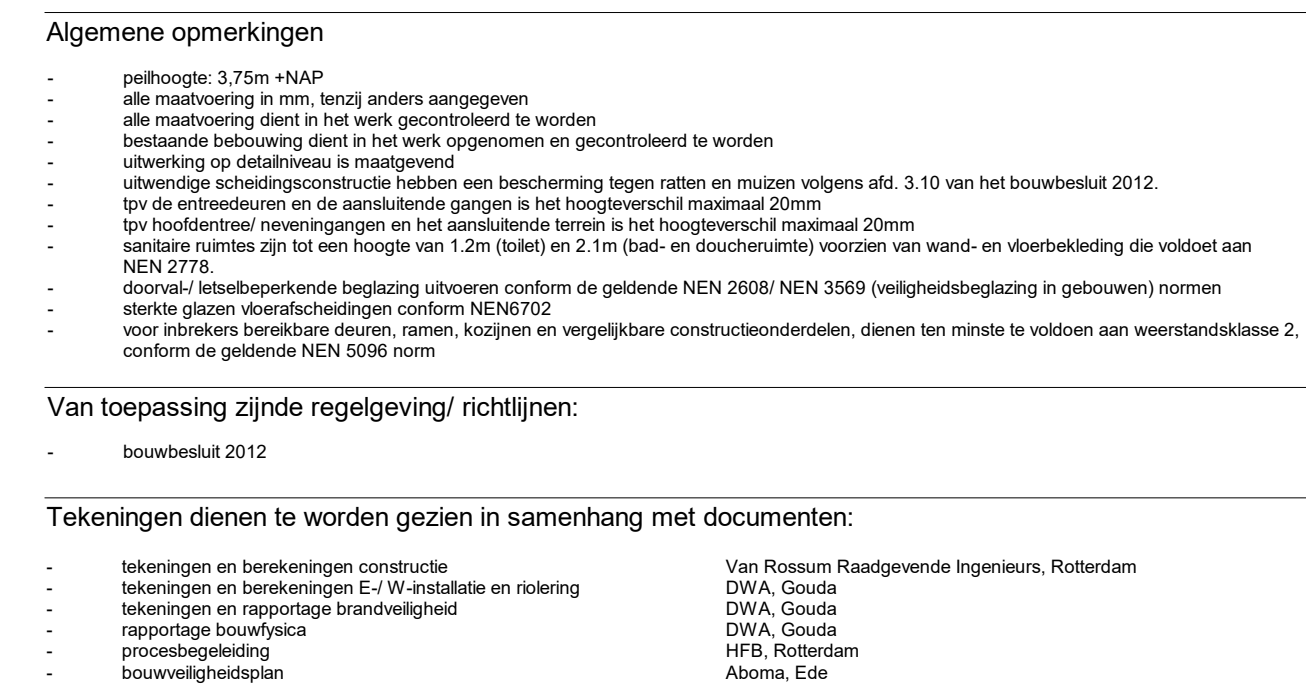 Algemene opmerkingen
- peilhoogte: 3,75m +NAP
- alle maatvoering in mm, tenzij anders aangegeven
- alle maatvoering dient in het werk gecontroleerd te worden
- bestaande bebouwing dient in het werk opgenomen en gecontroleerd te worden
- uitwerking op detailniveau is maatgevend
- uitwendige scheidingsconstructie hebben een bescherming tegen ratten en muizen volgens afd. 3.10 van het bouwbesluit 2012.
- tpv de entreedeuren en de aansluitende gangen is het hoogteverschil maximaal 20mm
- tpv hoofdentree/ neveningangen en het aansluitende terrein is het hoogteverschil maximaal 20mm
- sanitaire ruimtes zijn tot een hoogte van 1.2m (toilet) en 2.1m (bad- en doucheruimte) voorzien van wand- en vloerbekleding die voldoet aan
NEN 2778.
- doorval-/ letselbeperkende beglazing uitvoeren conform de geldende NEN 2608/ NEN 3569 (veiligheidsbeglazing in gebouwen) normen
- sterkte glazen vloerafscheidingen conform NEN6702
- voor inbrekers bereikbare deuren, ramen, kozijnen en vergelijkbare constructieonderdelen, dienen ten minste te voldoen aan weerstandsklasse 2,
conform de geldende NEN 5096 norm
Van toepassing zijnde regelgeving/ richtlijnen:
- bouwbesluit 2012
Tekeningen dienen te worden gezien in samenhang met documenten:
- tekeningen en berekeningen constructie Van Rossum Raadgevende Ingenieurs, Rotterdam
- tekeningen en berekeningen E-/ W-installatie en riolering DWA, Gouda
- tekeningen en rapportage brandveiligheid DWA, Gouda
- rapportage bouwfysica DWA, Gouda
- procesbegeleiding HFB, Rotterdam
- bouwveiligheidsplan Aboma, Ede